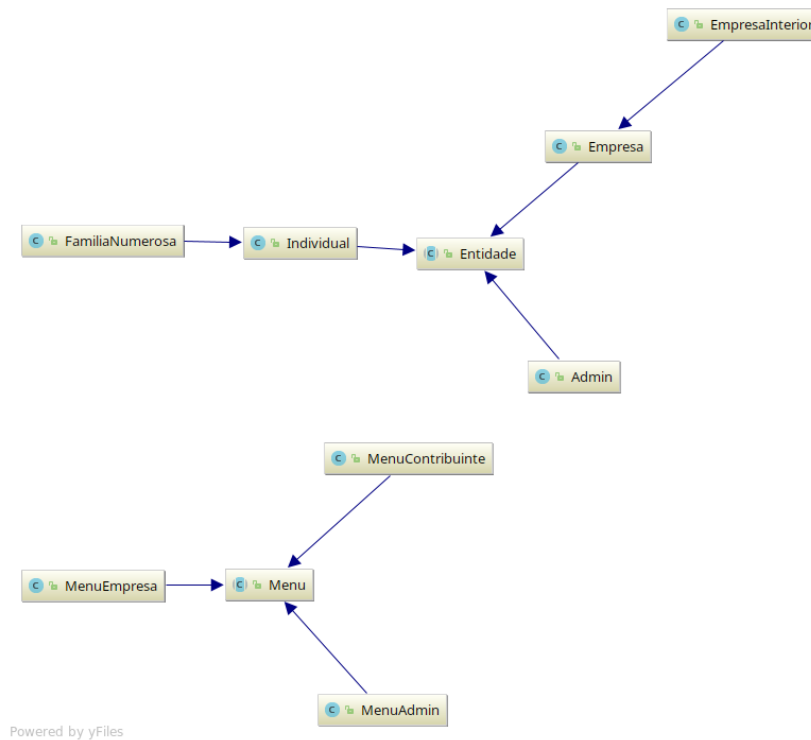 EmpresaInterior
Empresa
FamiliaNumerosa
Individual
Entidade
Admin
MenuContribuinte
MenuEmpresa
Menu
MenuAdmin
Powered by yFiles